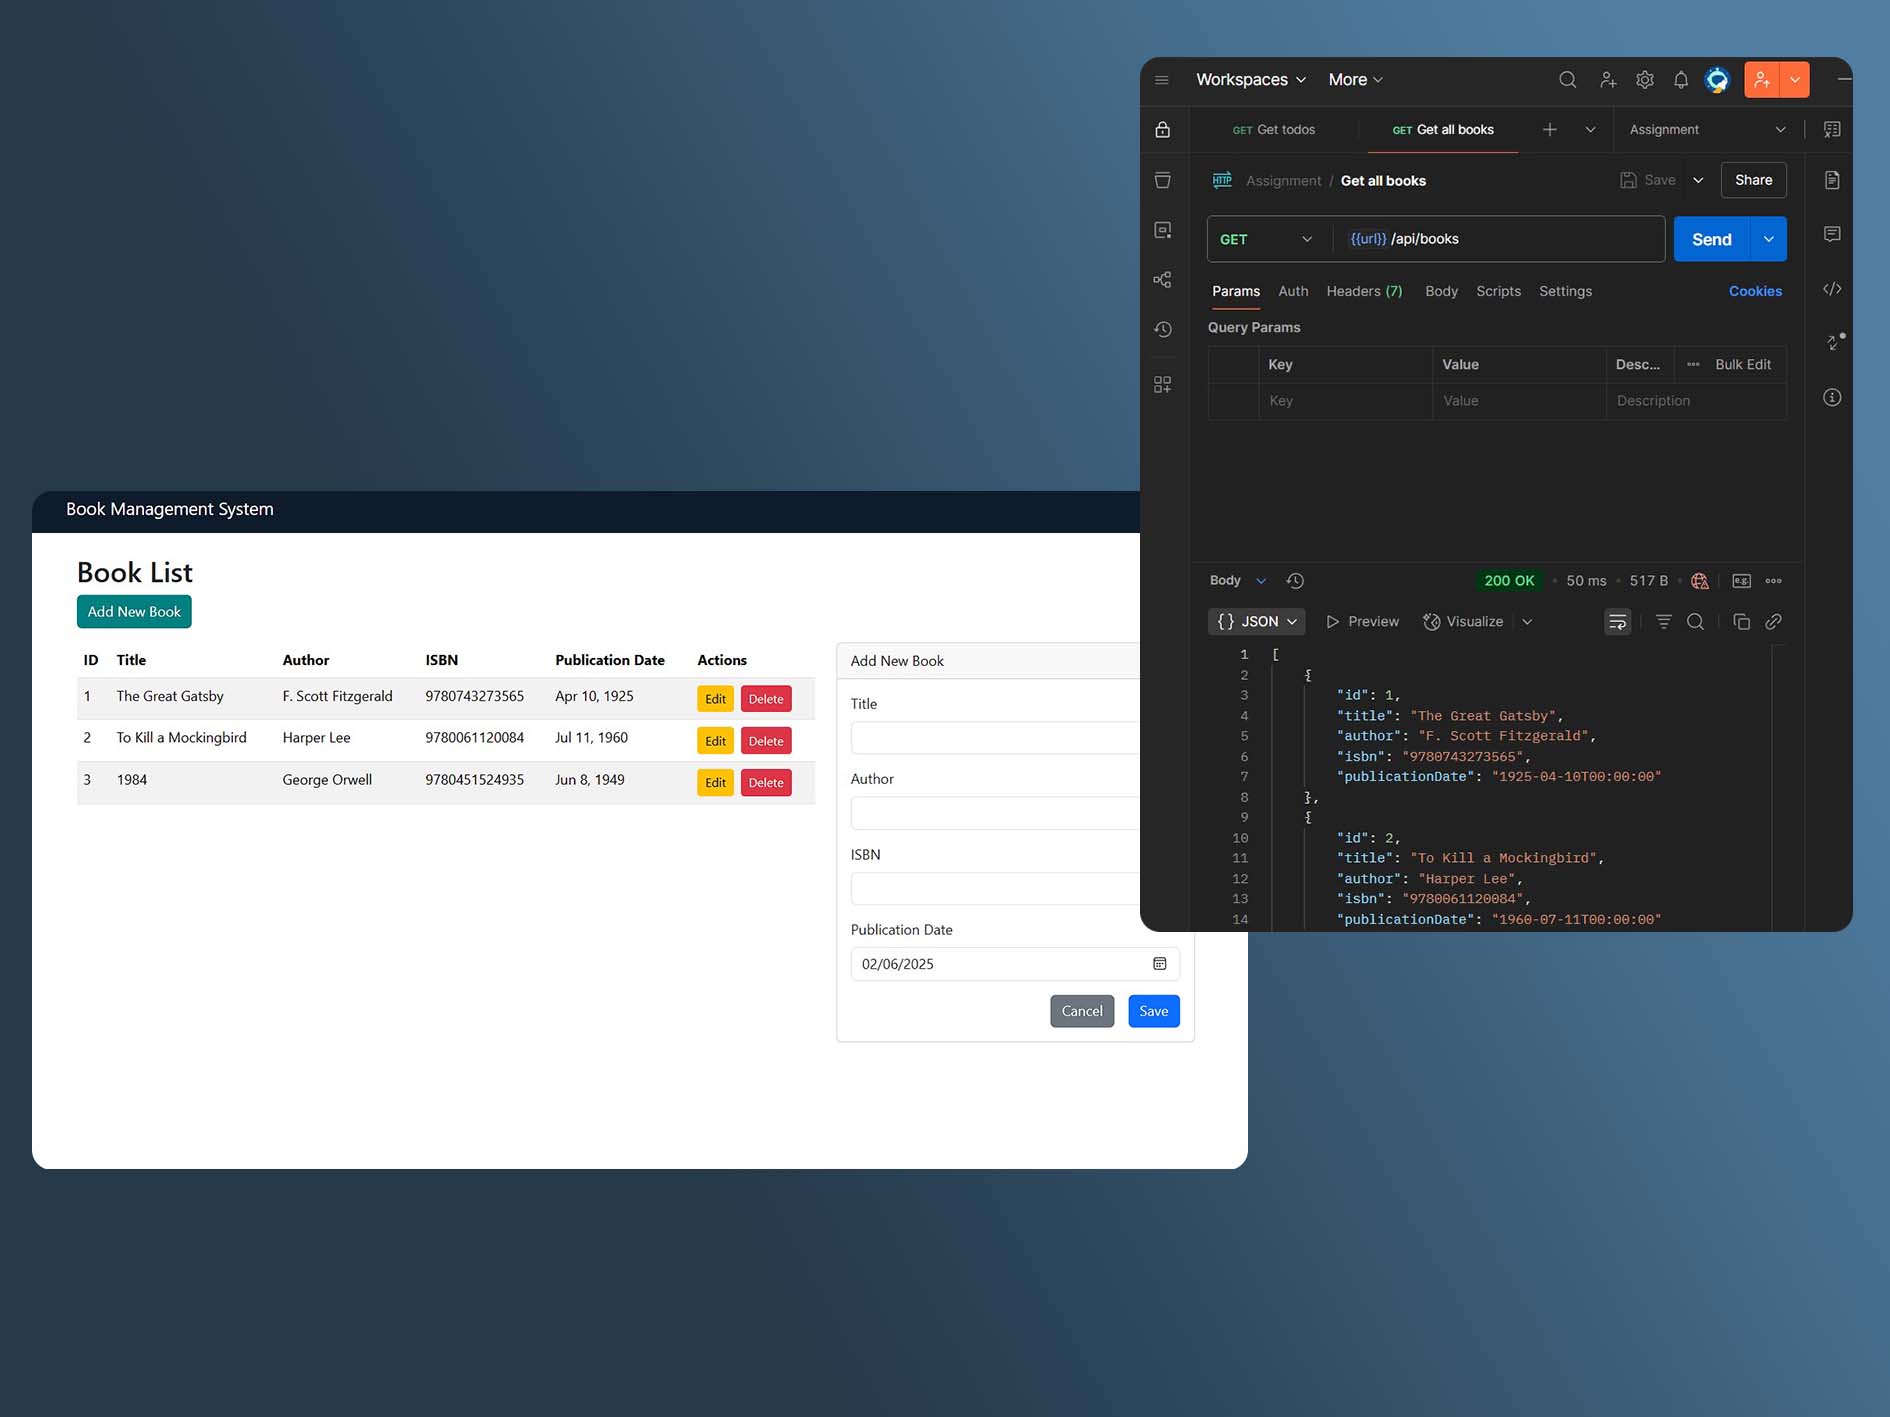 Workspaces More
GET Get todos GET Get all books Assignment
HTTP Assignment / Get all books Save Share
GET {{url}} /api/books Send
Params Auth Headers (7) Body Scripts Settings Cookies
Query Params
Key Value Desc... Bulk Edit
Key Value Description
Body 200 OK • 50 ms • 517 B • e.g.
{} JSON Preview Visualize
1 [
2 {
3 "id": 1,
4 "title": "The Great Gatsby",
5 "author": "F. Scott Fitzgerald",
6 "isbn": "9780743273565",
7 "publicationDate": "1925-04-10T00:00:00"
8 },
9 {
10 "id": 2,
11 "title": "To Kill a Mockingbird",
12 "author": "Harper Lee",
13 "isbn": "9780061120084",
14 "publicationDate": "1960-07-11T00:00:00"
Book Management System
Book List
Add New Book
ID Title Author ISBN Publication Date Actions
1 The Great Gatsby F. Scott Fitzgerald 9780743273565 Apr 10, 1925 Edit Delete
2 To Kill a Mockingbird Harper Lee 9780061120084 Jul 11, 1960 Edit Delete
3 1984 George Orwell 9780451524935 Jun 8, 1949 Edit Delete
Add New Book
Title
Author
ISBN
Publication Date
02/06/2025
Cancel Save